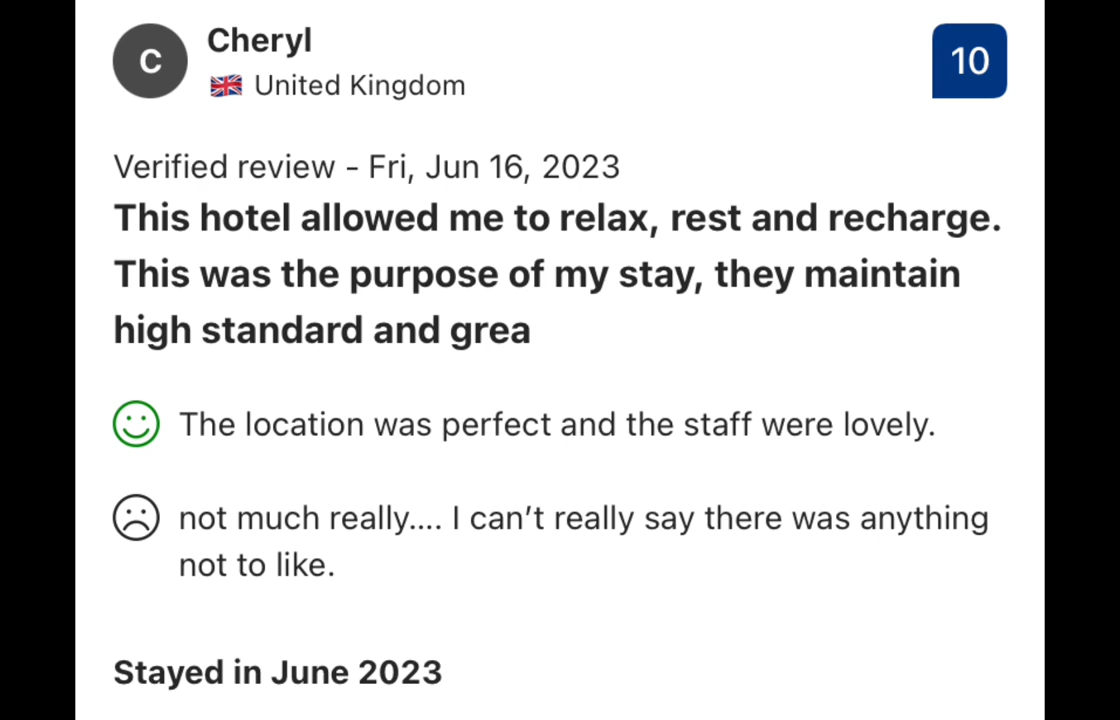 C
Cheryl
United Kingdom
10
Verified review - Fri, Jun 16, 2023
This hotel allowed me to relax, rest and recharge.
This was the purpose of my stay, they maintain
high standard and grea
The location was perfect and the staff were lovely.
not much really.... I can’t really say there was anything
not to like.
Stayed in June 2023